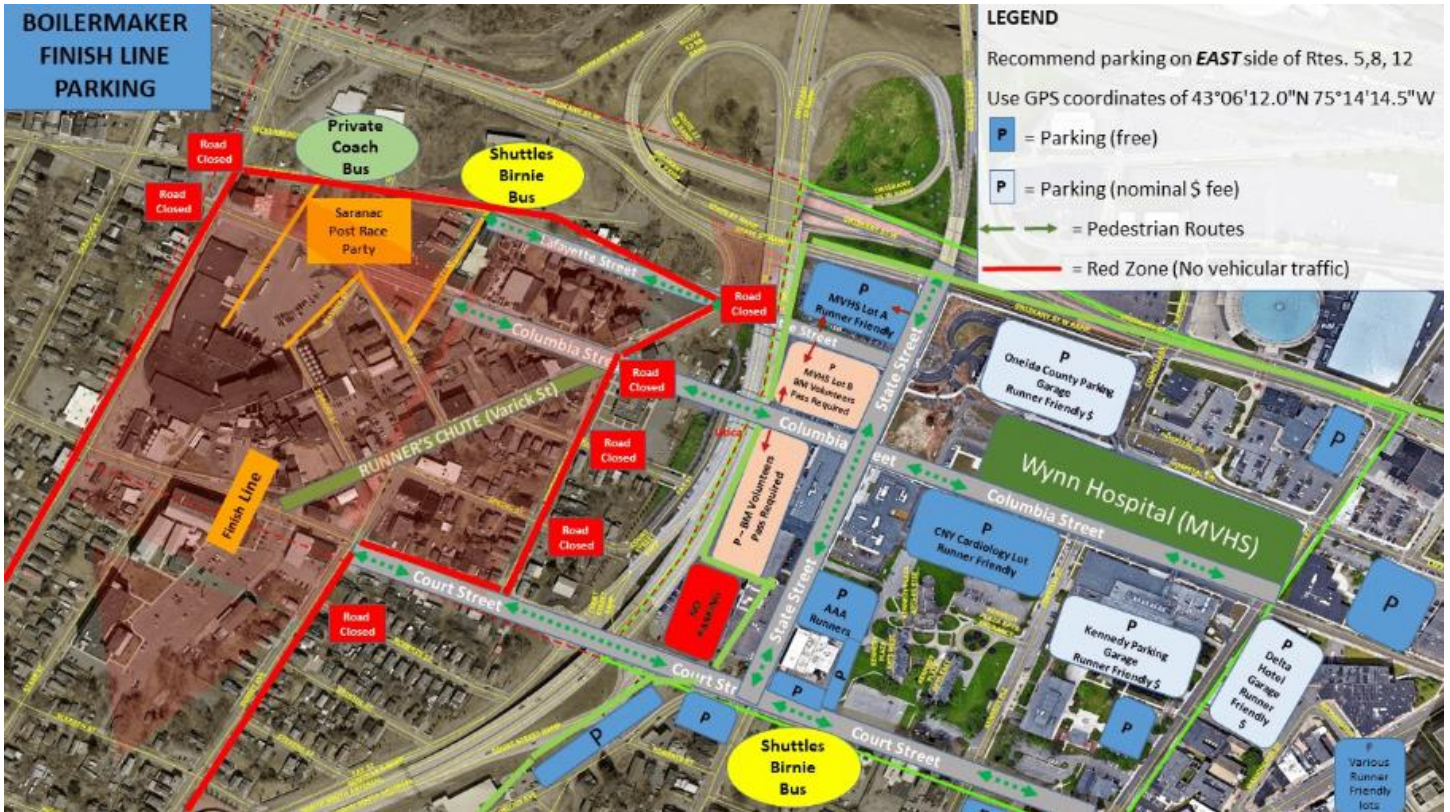 BOILERMAKER
FINISH LINE
PARKING
LEGEND
Recommend parking on EAST side of Rtes. 5,8, 12
Use GPS coordinates of 43°06'12.0"N 75°14'14.5"W
P = Parking (free)
P = Parking (nominal $ fee)
= Pedestrian Routes
= Red Zone (No vehicular traffic)
Road
Closed
Road
Closed
Private
Coach
Bus
Shuttles
Birnie
Bus
Saranac
Post Race
Party
Lafayette Street
Road
Closed
Columbia Stre
Road
Closed
RUNNER'S CHUTE (Varick St)
Finish Line
Road
Closed
Road
Closed
Road
Closed
Court Street
P
MVHS Lot A
Runner Friendly
Street
P
MVHS Lot B
BM Volunteers
Pass Required
State Street
Utica
Columbia
reet
P – BM Volunteers
Pass Required
NO
PARKING
P
Oneida County Parking
Garage
Runner Friendly $
P
Wynn Hospital (MVHS)
Columbia Street
P
CNY Cardiology Lot
Runner Friendly
P
AAA
Runners
P
State Street
P
Kennedy Parking
Garage
Runner Friendly $
P
P
Delta
Hotel
Garage
Runner
Friendly
$
P
Court Str
P
P
P
Court Street
Shuttles
Birnie
Bus
P
Various
Runner
Friendly
lots